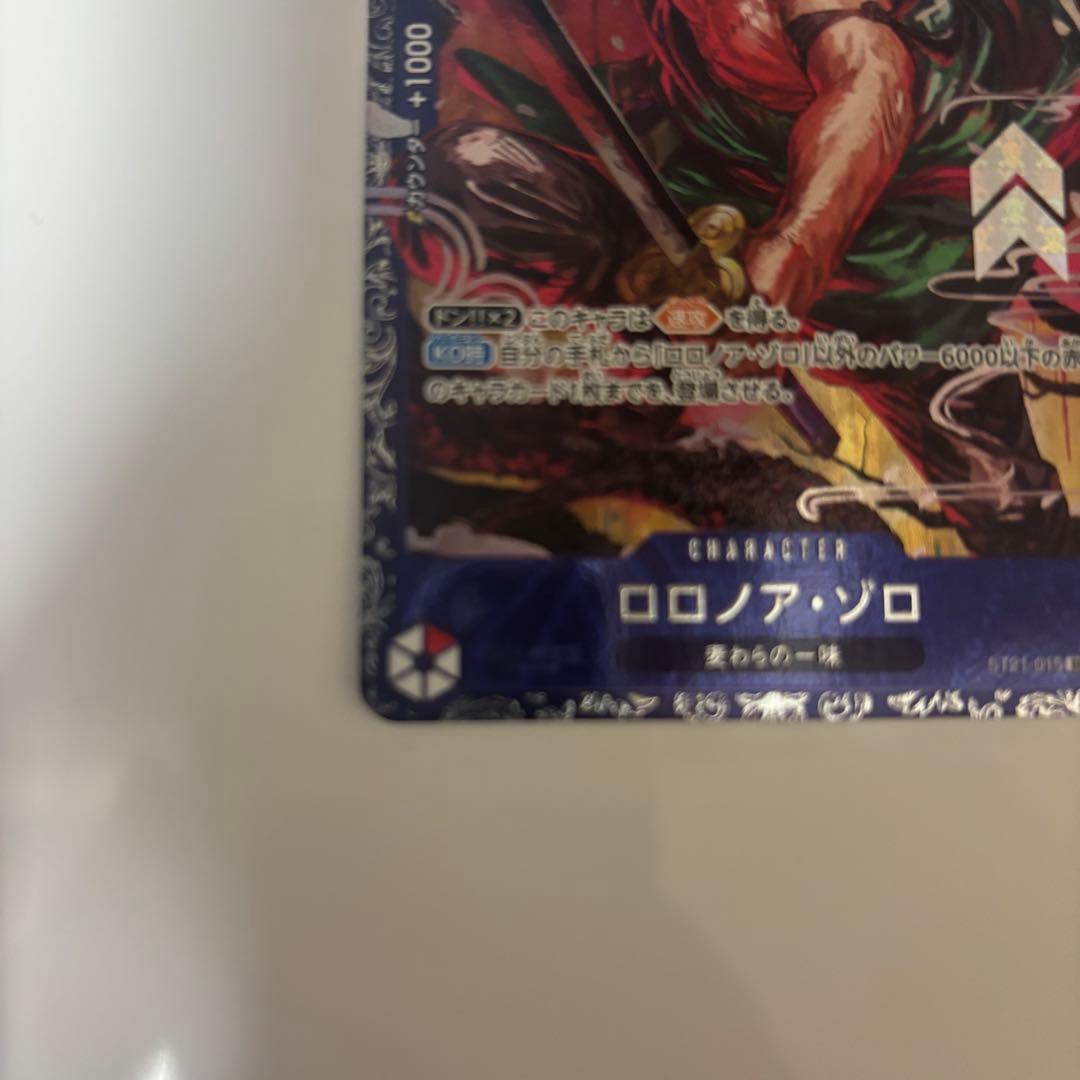 カウンター +1000
ドン!!×2 このキャラは 速攻 を得る。
KO時 自分の手札から「ロロノア・ゾロ」以外のパワー6000以下の赤
のキャラカード1枚までを、登場させる。
CHARACTER
ロロノア・ゾロ
麦わらの一味
ST21-015